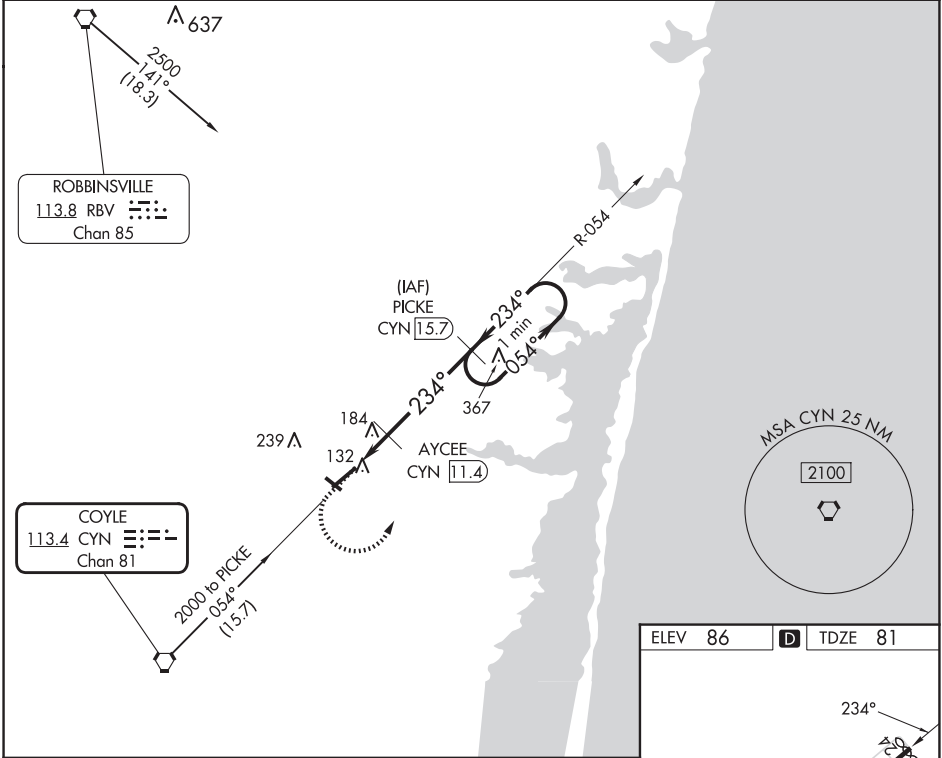 637
2500
141°
(18.3)
ROBBINSVILLE
113.8 RBV
Chan 85
R-054
(IAF)
PICKE
CYN 15.7
234°
1 min
054°
367
234°
184
239
132
AYCEE
CYN 11.4
MSA CYN 25 NM
2100
COYLE
113.4 CYN
Chan 81
2000 to PICKE
054°
(15.7)
ELEV 86 D TDZE 81
234°
24